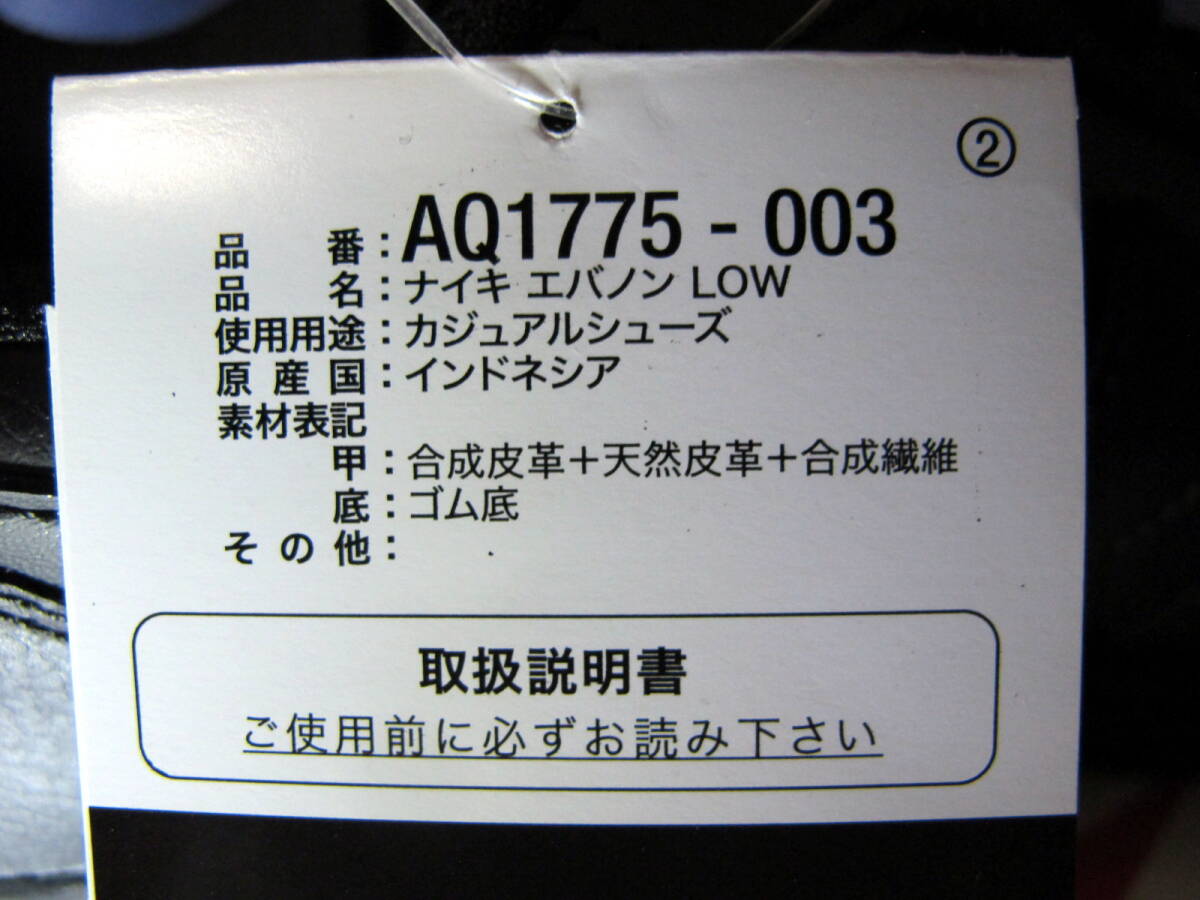 ②
品番：AQ1775-003
品名：ナイキ エバノン LOW
使用用途：カジュアルシューズ
原産国：インドネシア
素材表記
甲：合成皮革＋天然皮革＋合成繊維
底：ゴム底
その他：
取扱説明書
ご使用前に必ずお読み下さい